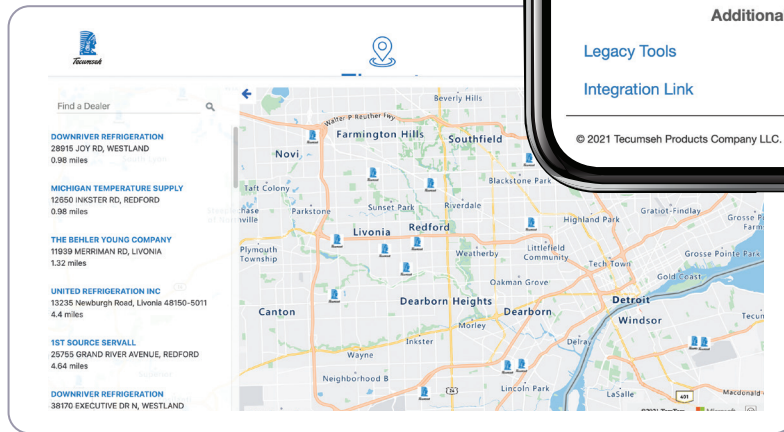 Tecumseh
Find a Dealer
DOWNRIVER REFRIGERATION
28915 JOY RD, WESTLAND
0.98 miles
MICHIGAN TEMPERATURE SUPPLY
12650 INKSTER RD, REDFORD
0.98 miles
THE BEHLER YOUNG COMPANY
11939 MERRIMAN RD, LIVONIA
1.32 miles
UNITED REFRIGERATION INC
13235 Newburgh Road, Livonia 48150-5011
4.4 miles
1ST SOURCE SERVALL
25755 GRAND RIVER AVENUE, REDFORD
4.64 miles
DOWNRIVER REFRIGERATION
38170 EXECUTIVE DR N, WESTLAND
Beverly Hills
Walter P Reuther Fwy
Farmington Hills
Southfield
Novi
Taft Colony
Blackstone Park
Parkstone
Sunset Park
Riverdale
Highland Park
Gratiot-Findlay
Livonia
Redford
Plymouth
Township
Weatherby
Littlefield
Community
Tech Town
Grosse Pointe Park
Gold Coast
Oakman Grove
Canton
Dearborn Heights
Dearborn
Detroit
Windsor
Morley
Inkster
Delray
Wayne
Neighborhood B
Lincoln Park
LaSalle
401
Legacy Tools
Integration Link
© 2021 Tecumseh Products Company LLC.